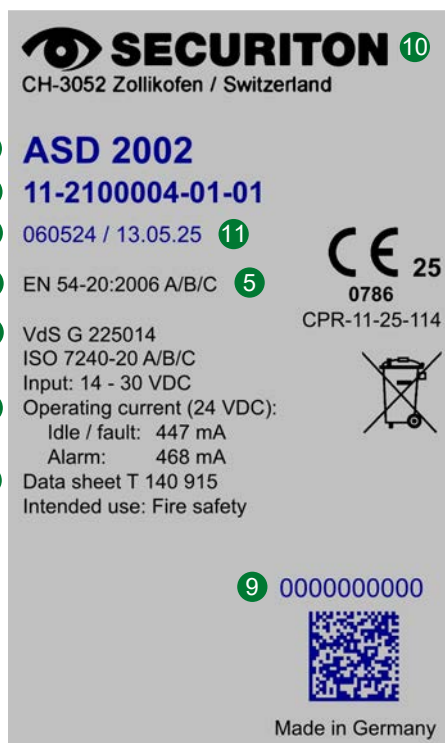 SECURITON 10
CH-3052 Zollikofen / Switzerland
ASD 2002
11-2100004-01-01
060524 / 13.05.25 11
EN 54-20:2006 A/B/C 5
CE 25
0786
CPR-11-25-114
VdS G 225014
ISO 7240-20 A/B/C
Input: 14 - 30 VDC
Operating current (24 VDC):
Idle / fault: 447 mA
Alarm: 468 mA
Data sheet T 140 915
Intended use: Fire safety
9 0000000000
Made in Germany